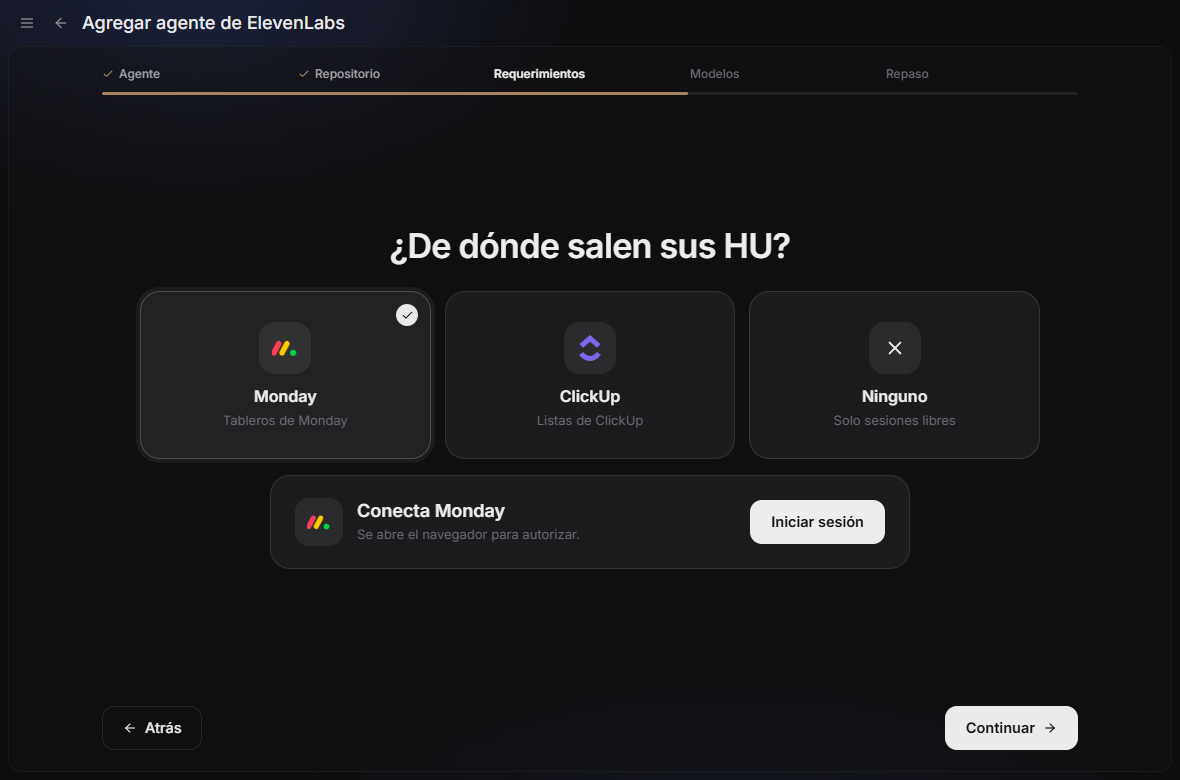 Agregar agente de ElevenLabs
Agente
Repositorio
Requerimientos
Modelos
Repaso
¿De dónde salen sus HU?
Monday
Tableros de Monday
ClickUp
Listas de ClickUp
Ninguno
Solo sesiones libres
Conecta Monday
Se abre el navegador para autorizar.
Iniciar sesión
Atrás
Continuar